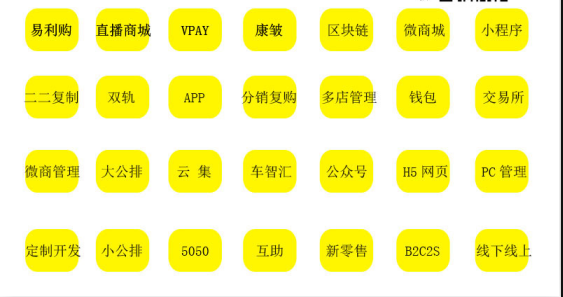 易利购 直播商城 VPAY 康皱 区块链 微商城 小程序
二二复制 双轨 APP 分销复购 多店管理 钱包 交易所
微商管理 大公排 云 集 车智汇 公众号 H5 网页 PC 管理
定制开发 小公排 5050 互助 新零售 B2C2S 线下线上